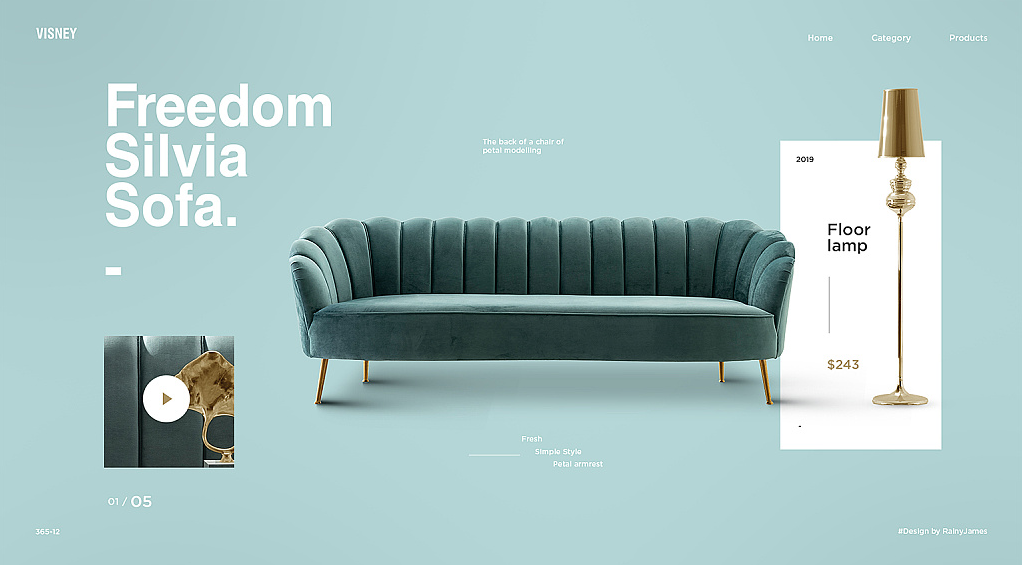 VISNEY
Home
Category
Products
Freedom
Silvia
Sofa.
The back of a chair of
petal modelling
2019
Floor
lamp
$243
-
Fresh
Simple Style
Petal armrest
01 / 05
365-12
#Design by RainyJames